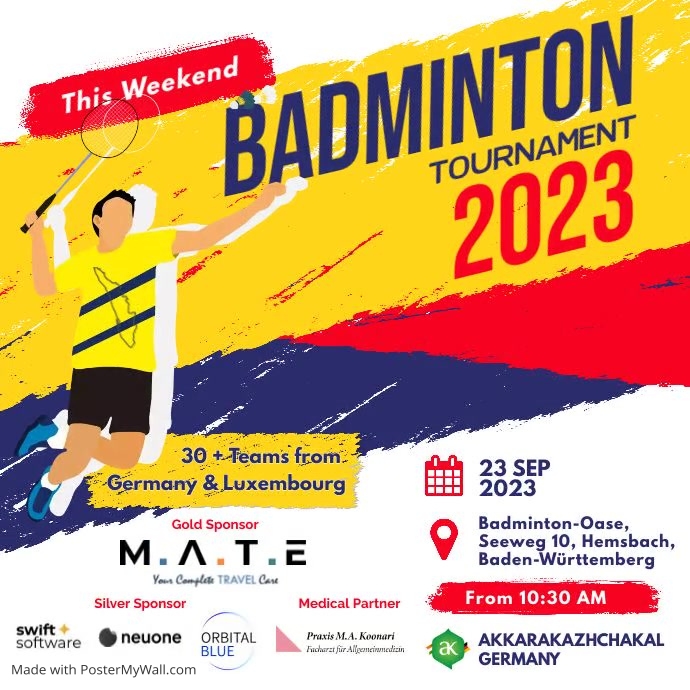 This Weekend
BADMINTON
TOURNAMENT
2023
30 + Teams from
Germany & Luxembourg
23 SEP
2023
Badminton-Oase,
Seeweg 10, Hemsbach,
Baden-Württemberg
From 10:30 AM
Gold Sponsor
M.A.T.E
Your Complete TRAVEL Care
Silver Sponsor
swift
software
neuone
ORBITAL
BLUE
Medical Partner
Praxis M.A. Koonari
Facharzt für Allgemeinmedizin
ak
AKKARAKAZHCHAKAL
GERMANY
Made with PosterMyWall.com